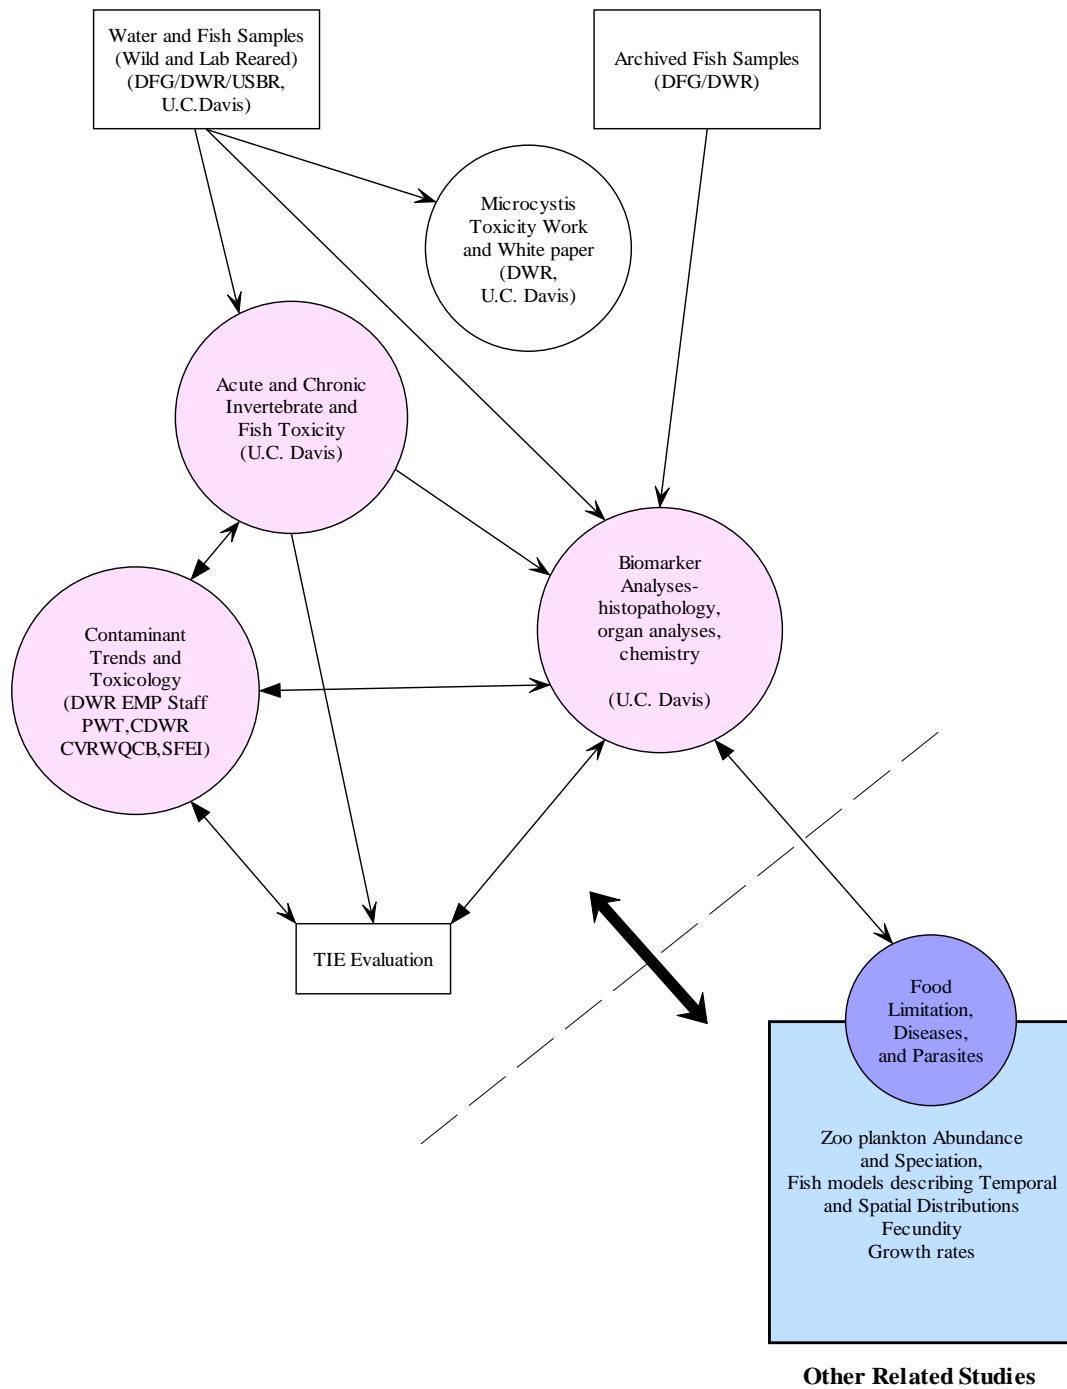 Water and Fish Samples
(Wild and Lab Reared)
(DFG/DWR/USBR,
U.C.Davis)
Archived Fish Samples
(DFG/DWR)
Microcystis
Toxicity Work
and White paper
(DWR,
U.C. Davis)
Acute and Chronic
Invertebrate and
Fish Toxicity
(U.C. Davis)
Biomarker
Analyses-
histopathology,
organ analyses,
chemistry
(U.C. Davis)
Contaminant
Trends and
Toxicology
(DWR EMP Staff
PWT,CDWR
CVRWQCB,SFEI)
TIE Evaluation
Food
Limitation,
Diseases,
and Parasites
Zoo plankton Abundance
and Speciation,
Fish models describing Temporal
and Spatial Distributions
Fecundity
Growth rates
Other Related Studies